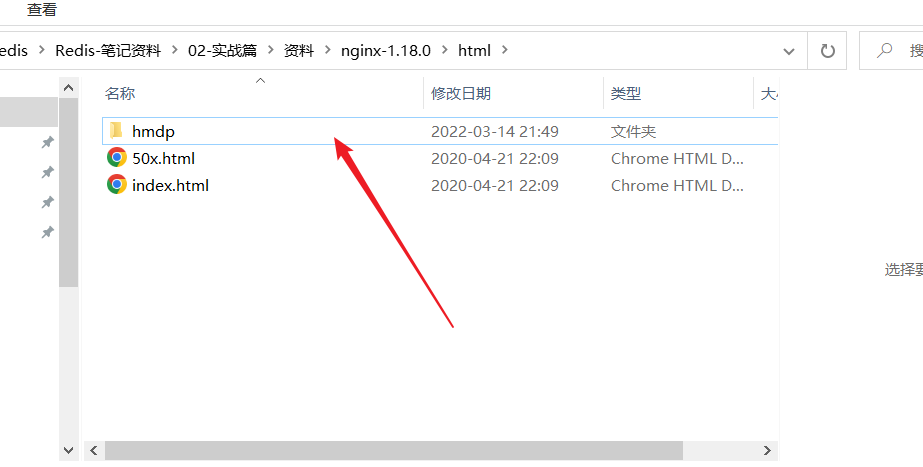 查看
edis > Redis-笔记资料 > 02-实战篇 > 资料 > nginx-1.18.0 > html >
搜
名称 修改日期 类型 大小
hmdp 2022-03-14 21:49 文件夹
50x.html 2020-04-21 22:09 Chrome HTML D...
index.html 2020-04-21 22:09 Chrome HTML D...
选择要